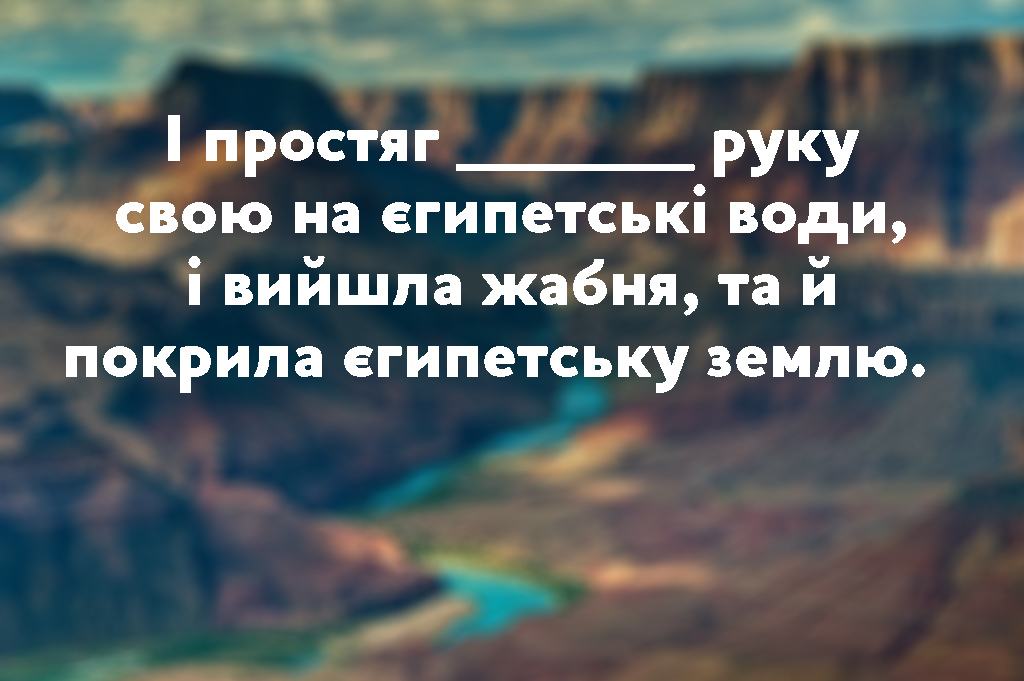 І простяг ________ руку
свою на єгипетські води,
і вийшла жабня, та й
покрила єгипетську землю.